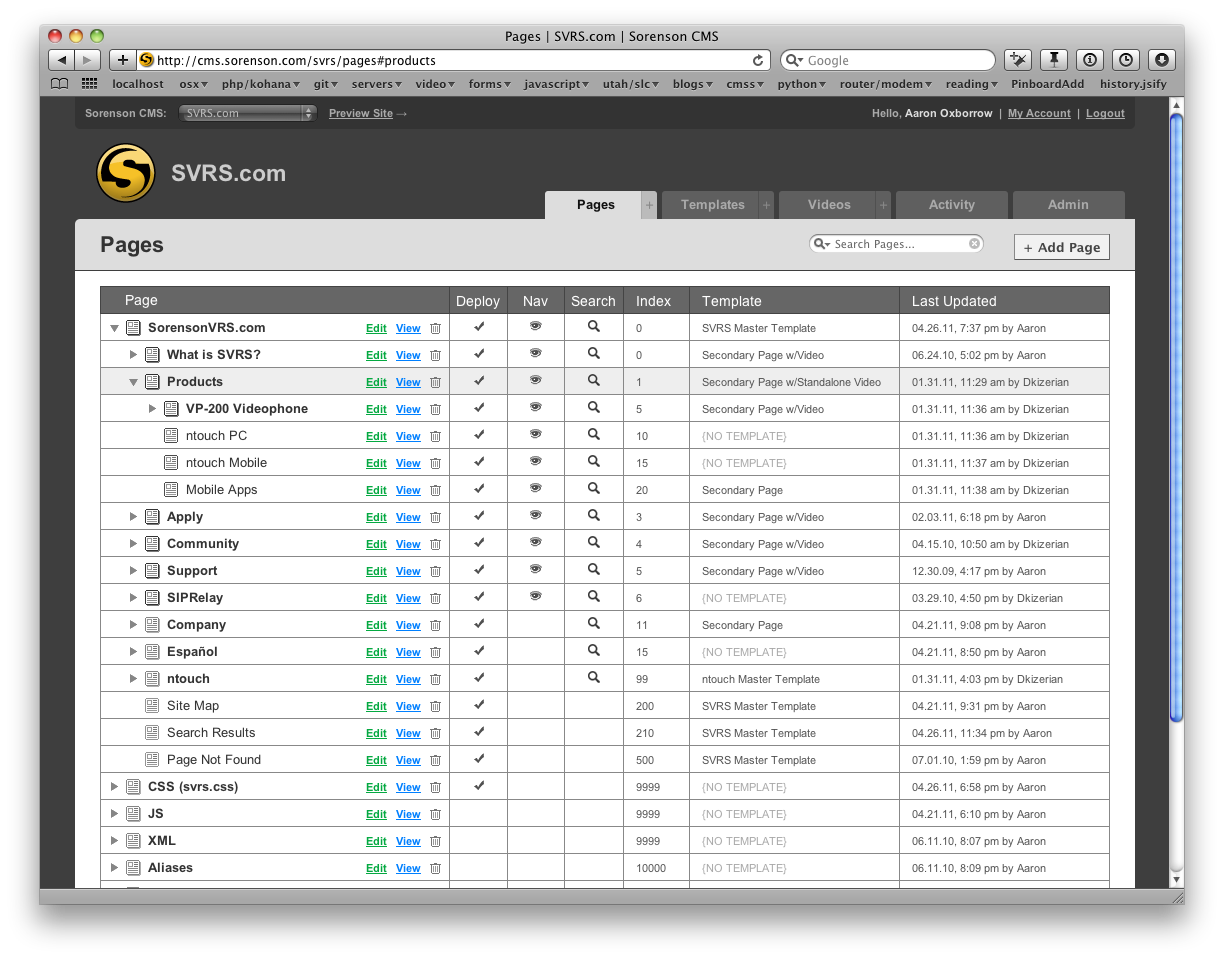 Pages | SVRS.com | Sorenson CMS
http://cms.sorenson.com/svrs/pages#products
Google
localhost osx php/kohana git servers video forms javascript utah/slc blogs cmss python router/modem reading PinboardAdd history.jsify
Sorenson CMS: SVRS.com Preview Site → Hello, Aaron Oxborrow | My Account | Logout
SVRS.com
Pages + Templates + Videos + Activity Admin
Pages Search Pages... + Add Page
Page Deploy Nav Search Index Template Last Updated
SorensonVRS.com Edit View 0 SVRS Master Template 04.26.11, 7:37 pm by Aaron
What is SVRS? Edit View 0 Secondary Page w/Video 06.24.10, 5:02 pm by Aaron
Products Edit View 1 Secondary Page w/Standalone Video 01.31.11, 11:29 am by Dkizerian
VP-200 Videophone Edit View 5 Secondary Page w/Video 01.31.11, 11:36 am by Dkizerian
ntouch PC Edit View 10 {NO TEMPLATE} 01.31.11, 11:36 am by Dkizerian
ntouch Mobile Edit View 15 {NO TEMPLATE} 01.31.11, 11:37 am by Dkizerian
Mobile Apps Edit View 20 Secondary Page 01.31.11, 11:38 am by Dkizerian
Apply Edit View 3 Secondary Page w/Video 02.03.11, 6:18 pm by Aaron
Community Edit View 4 Secondary Page w/Video 04.15.10, 10:50 am by Dkizerian
Support Edit View 5 Secondary Page w/Video 12.30.09, 4:17 pm by Aaron
SIPRelay Edit View 6 {NO TEMPLATE} 03.29.10, 4:50 pm by Dkizerian
Company Edit View 11 Secondary Page 04.21.11, 9:08 pm by Aaron
Español Edit View 15 {NO TEMPLATE} 04.21.11, 8:50 pm by Aaron
ntouch Edit View 99 ntouch Master Template 01.31.11, 4:03 pm by Dkizerian
Site Map Edit View 200 SVRS Master Template 04.21.11, 9:31 pm by Aaron
Search Results Edit View 210 SVRS Master Template 04.26.11, 11:34 pm by Aaron
Page Not Found Edit View 500 SVRS Master Template 07.01.10, 1:59 pm by Aaron
CSS (svrs.css) Edit View 9999 {NO TEMPLATE} 04.26.11, 6:58 pm by Aaron
JS Edit View 9999 {NO TEMPLATE} 04.21.11, 6:10 pm by Aaron
XML Edit View 9999 {NO TEMPLATE} 06.11.10, 8:07 pm by Aaron
Aliases Edit View 10000 {NO TEMPLATE} 06.11.10, 8:09 pm by Aaron